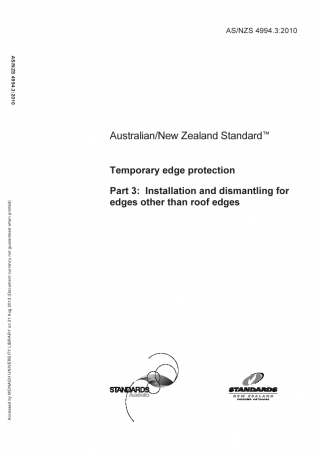 AS/NZS 4994.3:2010
AS/NZS 4994.3:2010
Australian/New Zealand Standard™
Temporary edge protection
Part 3: Installation and dismantling for
edges other than roof edges
Accessed by MONASH UNIVERSITY LIBRARY on 21 Aug 2010 (Document currency not guaranteed when printed)
STANDARDS
Australia
STANDARDS
NEW ZEALAND